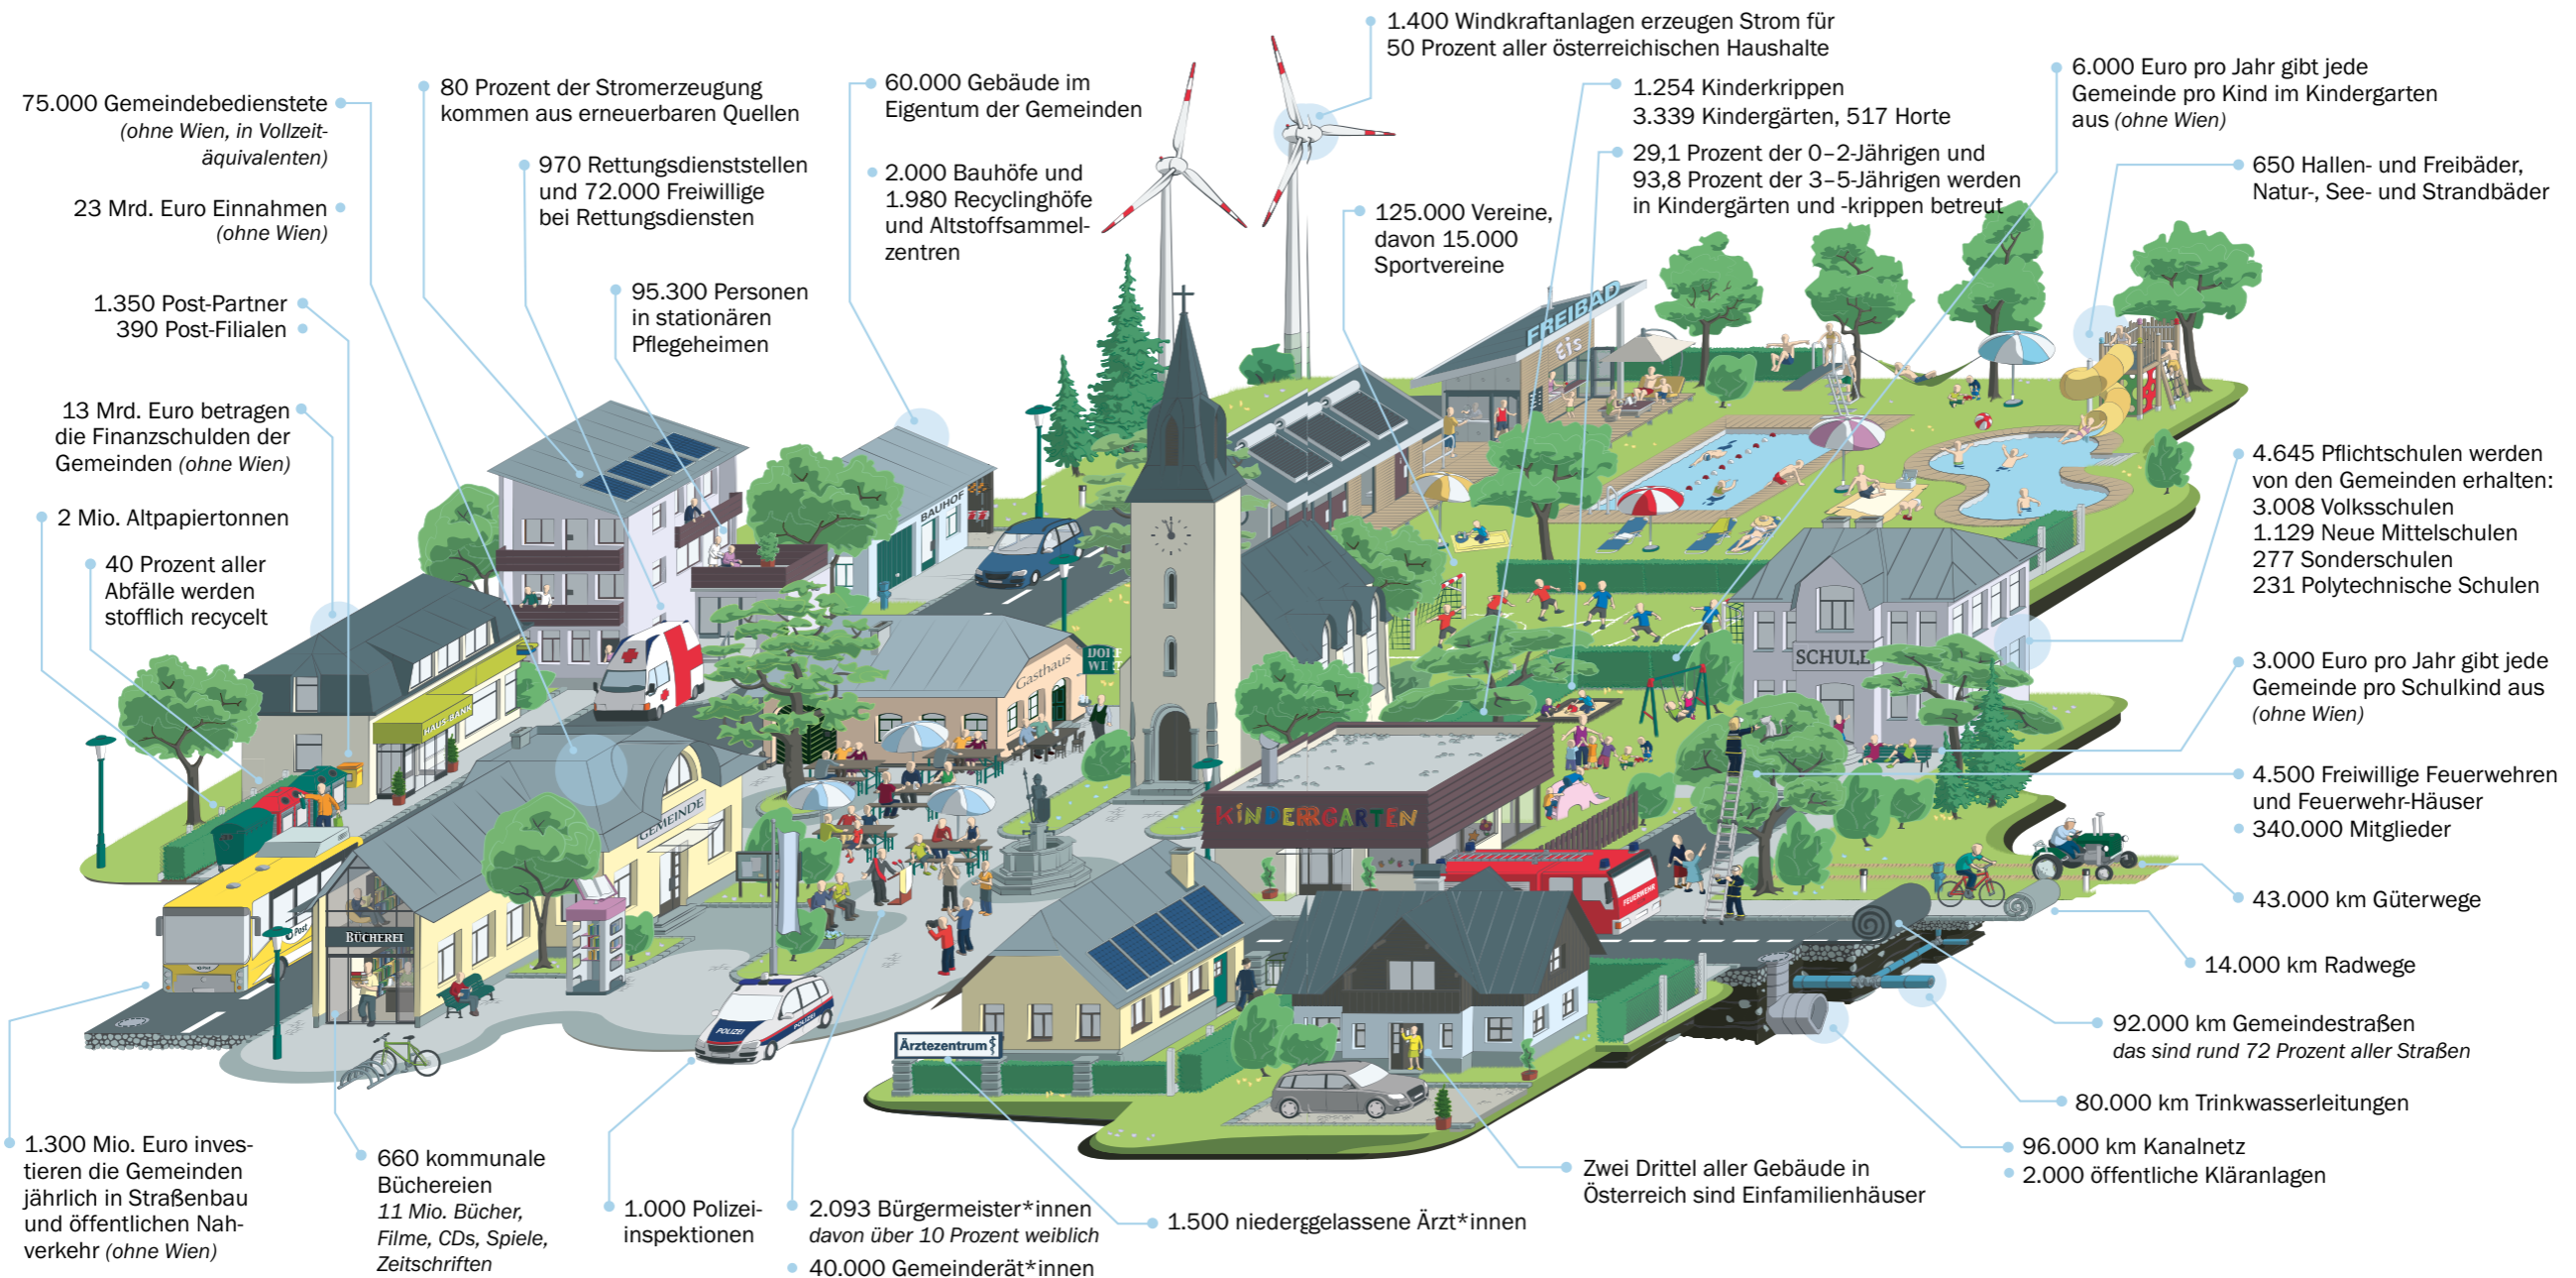 1.400 Windkraftanlagen erzeugen Strom für
50 Prozent aller österreichischen Haushalte
75.000 Gemeindebedienstete
(ohne Wien, in Vollzeit-
äquivalenten)
23 Mrd. Euro Einnahmen
(ohne Wien)
1.350 Post-Partner
390 Post-Filialen
13 Mrd. Euro betragen
die Finanzschulden der
Gemeinden (ohne Wien)
2 Mio. Altpapiertonnen
40 Prozent aller
Abfälle werden
stofflich recycelt
80 Prozent der Stromerzeugung
kommen aus erneuerbaren Quellen
970 Rettungsdienststellen
und 72.000 Freiwillige
bei Rettungsdiensten
95.300 Personen
in stationären
Pflegeheimen
60.000 Gebäude im
Eigentum der Gemeinden
2.000 Bauhöfe und
1.980 Recyclinghöfe
und Altstoffsammel-
zentren
125.000 Vereine,
davon 15.000
Sportvereine
1.254 Kinderkrippen
3.339 Kindergärten, 517 Horte
29,1 Prozent der 0–2-Jährigen und
93,8 Prozent der 3–5-Jährigen werden
in Kindergärten und -krippen betreut
6.000 Euro pro Jahr gibt jede
Gemeinde pro Kind im Kindergarten
aus (ohne Wien)
650 Hallen- und Freibäder,
Natur-, See- und Strandbäder
4.645 Pflichtschulen werden
von den Gemeinden erhalten:
3.008 Volksschulen
1.129 Neue Mittelschulen
277 Sonderschulen
231 Polytechnische Schulen
3.000 Euro pro Jahr gibt jede
Gemeinde pro Schulkind aus
(ohne Wien)
4.500 Freiwillige Feuerwehren
und Feuerwehr-Häuser
340.000 Mitglieder
43.000 km Güterwege
14.000 km Radwege
92.000 km Gemeindestraßen
das sind rund 72 Prozent aller Straßen
80.000 km Trinkwasserleitungen
96.000 km Kanalnetz
2.000 öffentliche Kläranlagen
FREIBAD
Eis
BAUHOF
Gasthaus
SCHULE
HAUS-BANK
GEMEINDE
KiNDERRGARTEN
FEUERWEHR
BÜCHEREI
Post
POLIZEI
POLIZEI
Ärztezentrum
1.300 Mio. Euro inves-
tieren die Gemeinden
jährlich in Straßenbau
und öffentlichen Nah-
verkehr (ohne Wien)
660 kommunale
Büchereien
11 Mio. Bücher,
Filme, CDs, Spiele,
Zeitschriften
1.000 Polizei-
inspektionen
2.093 Bürgermeister*innen
davon über 10 Prozent weiblich
40.000 Gemeinderät*innen
1.500 niederggelassene Ärzt*innen
Zwei Drittel aller Gebäude in
Österreich sind Einfamilienhäuser